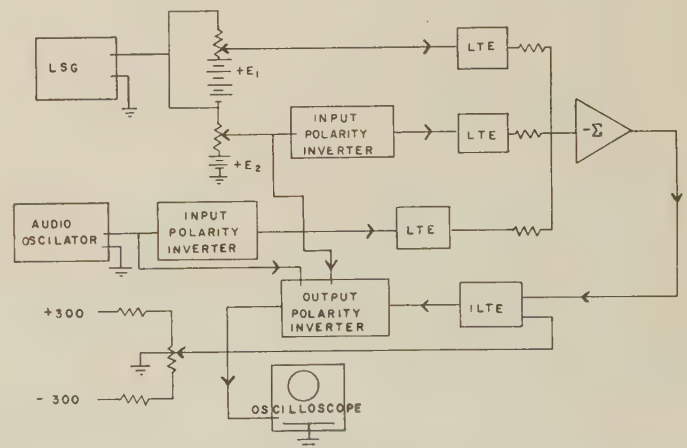 LSG
+E1
LTE
INPUT
POLARITY
INVERTER
LTE
-Σ
+E2
AUDIO
OSCILATOR
INPUT
POLARITY
INVERTER
LTE
OUTPUT
POLARITY
INVERTER
ILTE
+300
- 300
OSCILLOSCOPE